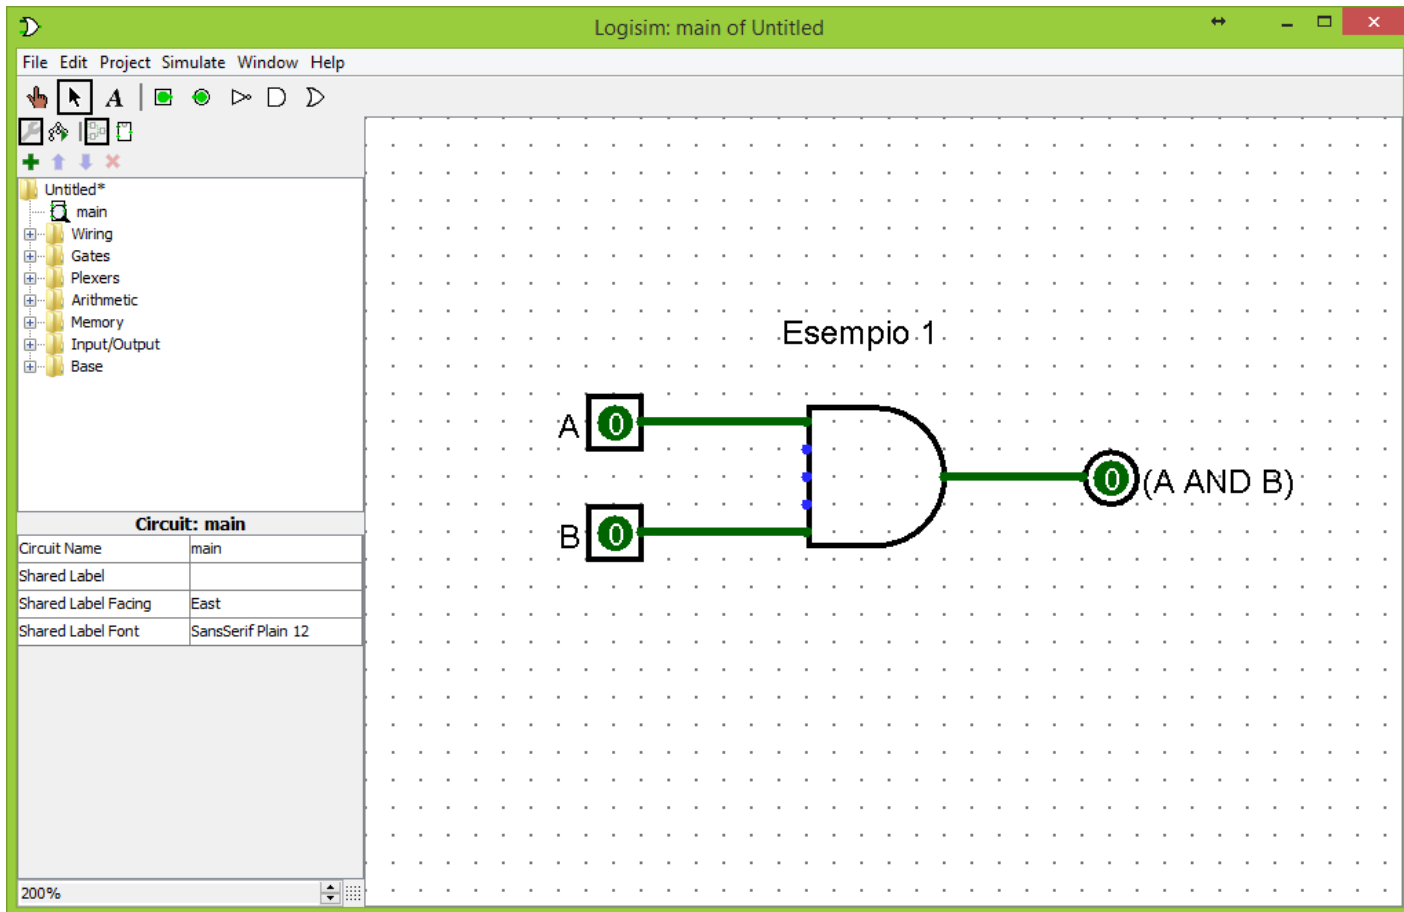 Logisim: main of Untitled
File Edit Project Simulate Window Help
A
Untitled*
main
Wiring
Gates
Plexers
Arithmetic
Memory
Input/Output
Base
Circuit: main
Circuit Name main
Shared Label
Shared Label Facing East
Shared Label Font SansSerif Plain 12
200%
Esempio 1
A 0
0 (A AND B)
B 0